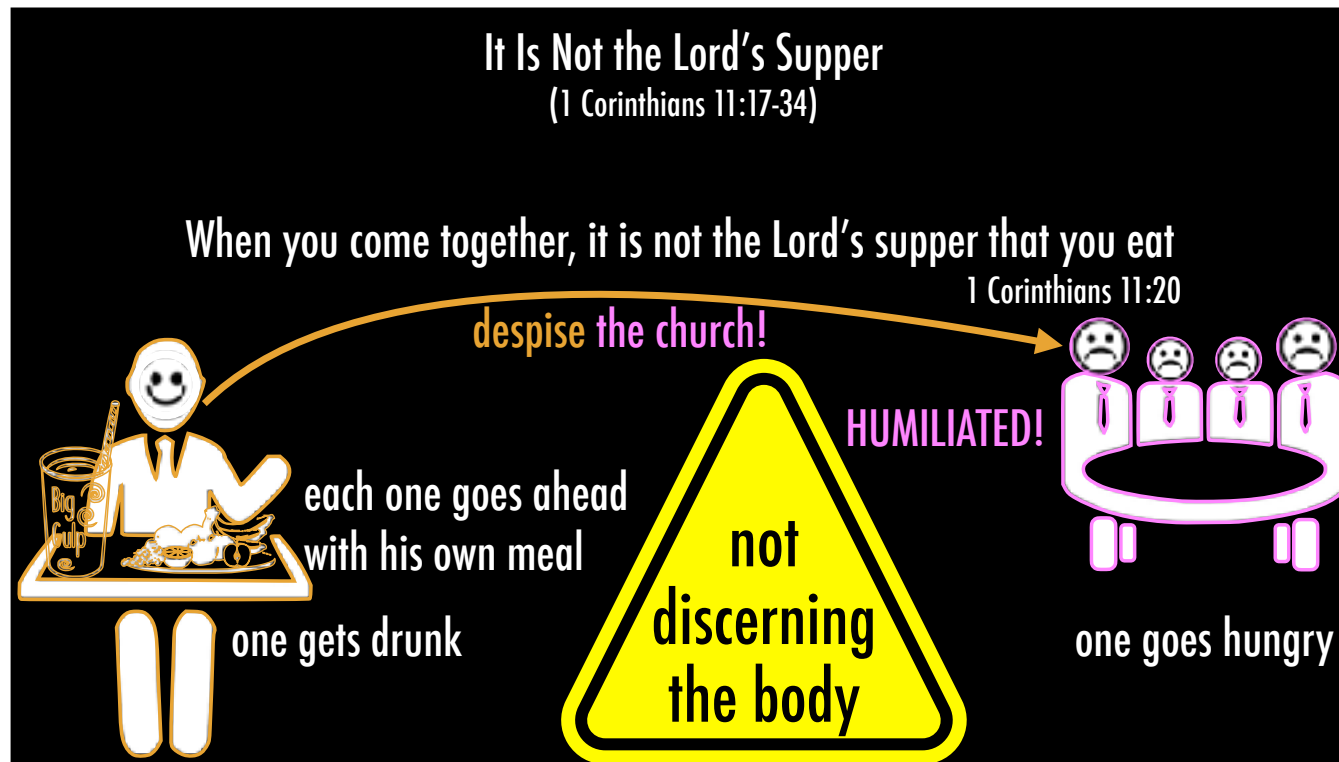 It Is Not the Lord’s Supper
(1 Corinthians 11:17-34)
When you come together, it is not the Lord’s supper that you eat
1 Corinthians 11:20
despise the church!
HUMILIATED!
Big
Gulp
each one goes ahead
with his own meal
one gets drunk
not
discerning
the body
one goes hungry